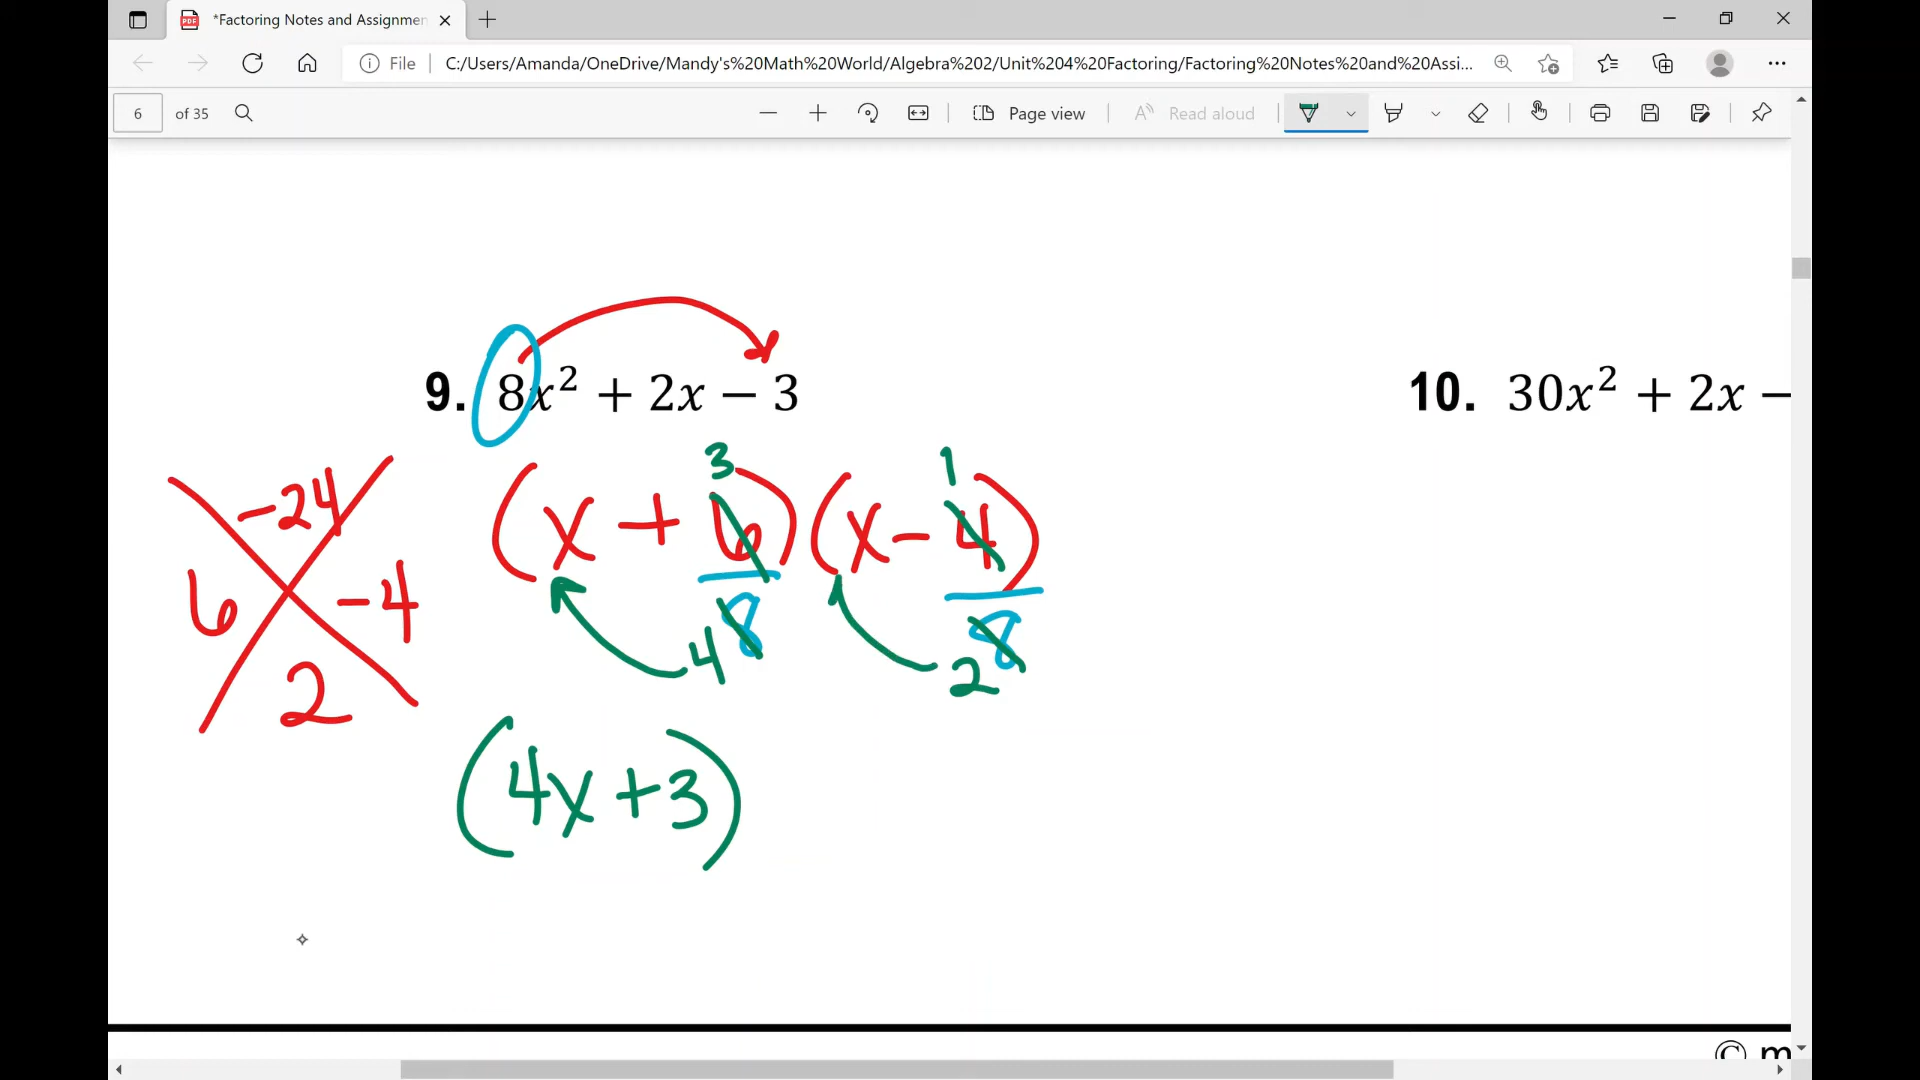 *Factoring Notes and Assignmen
File C:/Users/Amanda/OneDrive/Mandy's%20Math%20World/Algebra%202/Unit%204%20Factoring/Factoring%20Notes%20and%20Assi...
6 of 35 Page view Read aloud
9. 8x² + 2x − 3
10. 30x² + 2x −
-24
6 -4
2
3 1
(x + 6)(x - 4)
8 8
4 2
(4x + 3)
© m